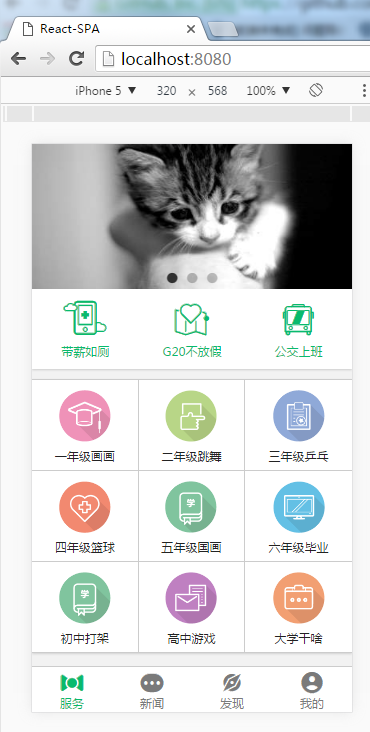 React-SPA
localhost:8080
iPhone 5 ▼ 320 × 568 100% ▼
带薪如厕 G20不放假 公交上班
一年级画画 二年级跳舞 三年级乒乓
学
四年级篮球 五年级国画 六年级毕业
学
初中打架 高中游戏 大学干啥
服务 新闻 发现 我的